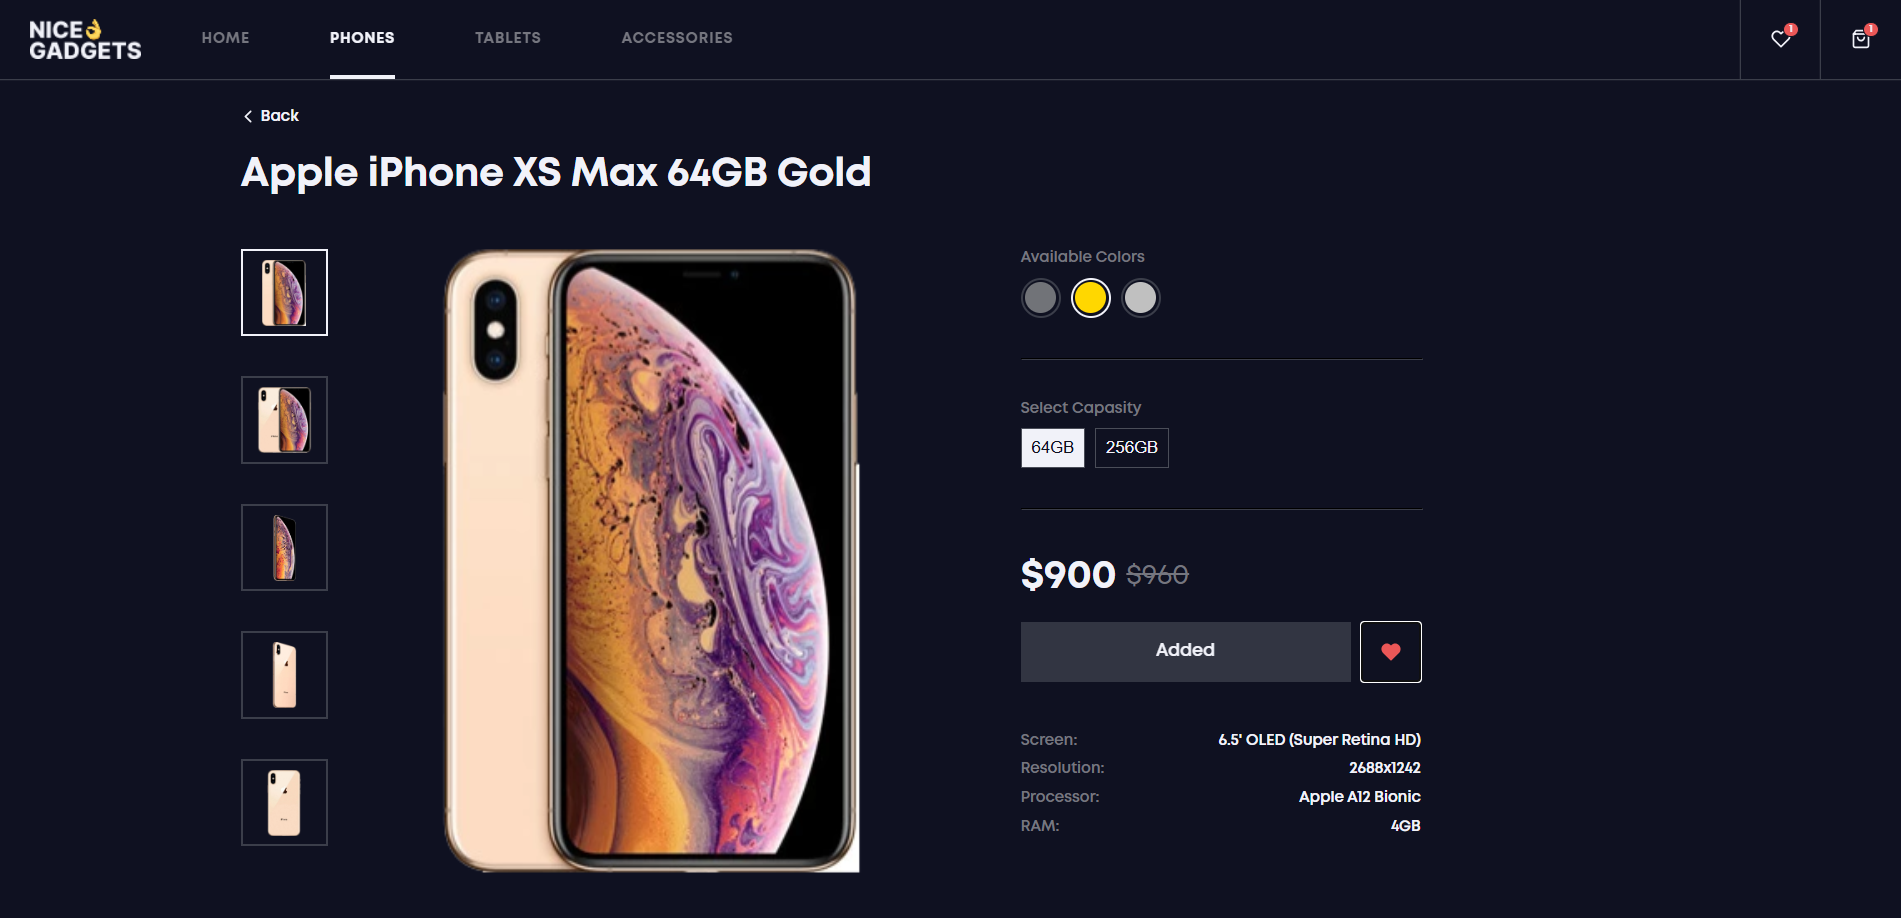 NICE👌
GADGETS
HOME
PHONES
TABLETS
ACCESSORIES
1
1
Back
Apple iPhone XS Max 64GB Gold
Available Colors
Select Capasity
64GB 256GB
$900 $960
Added
Screen: 6.5' OLED (Super Retina HD)
Resolution: 2688x1242
Processor: Apple A12 Bionic
RAM: 4GB